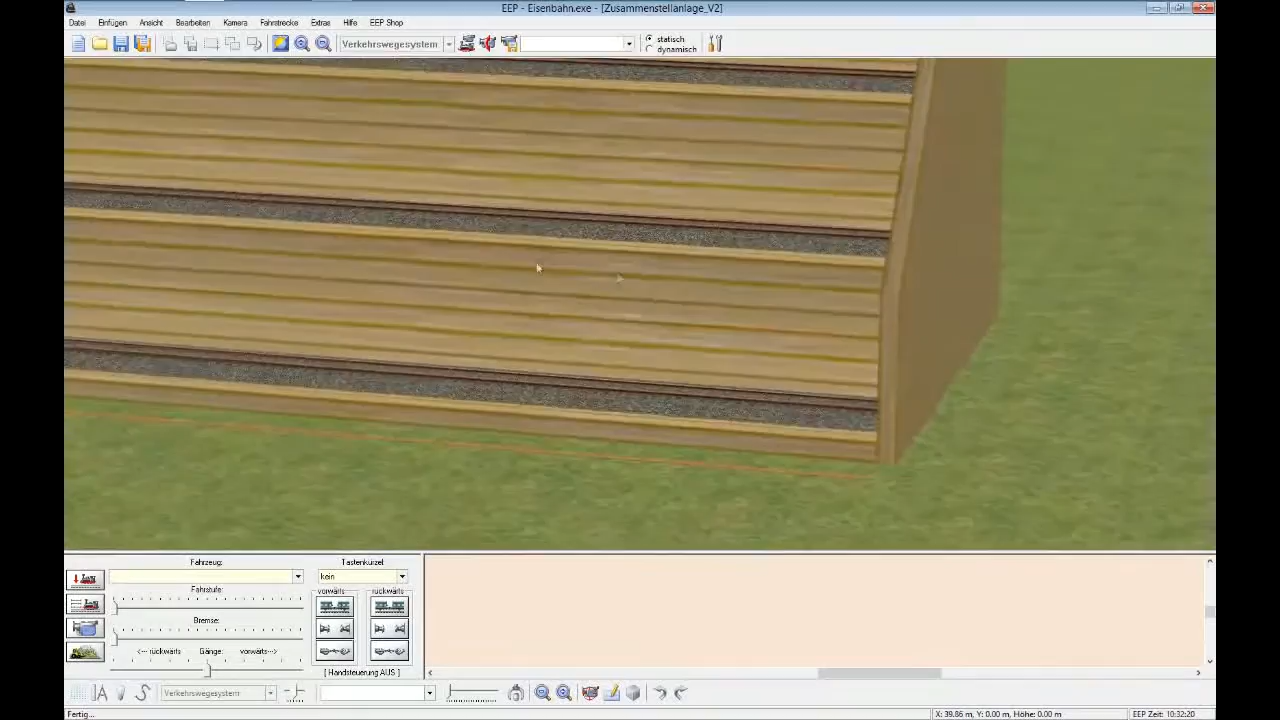 EEP - Eisenbahn.exe - [Zusammenstellanlage_V2]
Datei Einfügen Ansicht Bearbeiten Kamera Fahrstrecke Extras Hilfe EEP Shop
Verkehrswegesystem
statisch
dynamisch
Fahrzeug: Tastenkürzel
kein
Fahrstufe: vorwärts rückwärts
Bremse:
<--- rückwärts Gänge: vorwärts--->
[ Handsteuerung AUS ]
Verkehrswegesystem
Fertig... X: 39.86 m, Y: 0.00 m, Höhe: 0.00 m EEP Zeit: 10:32:20